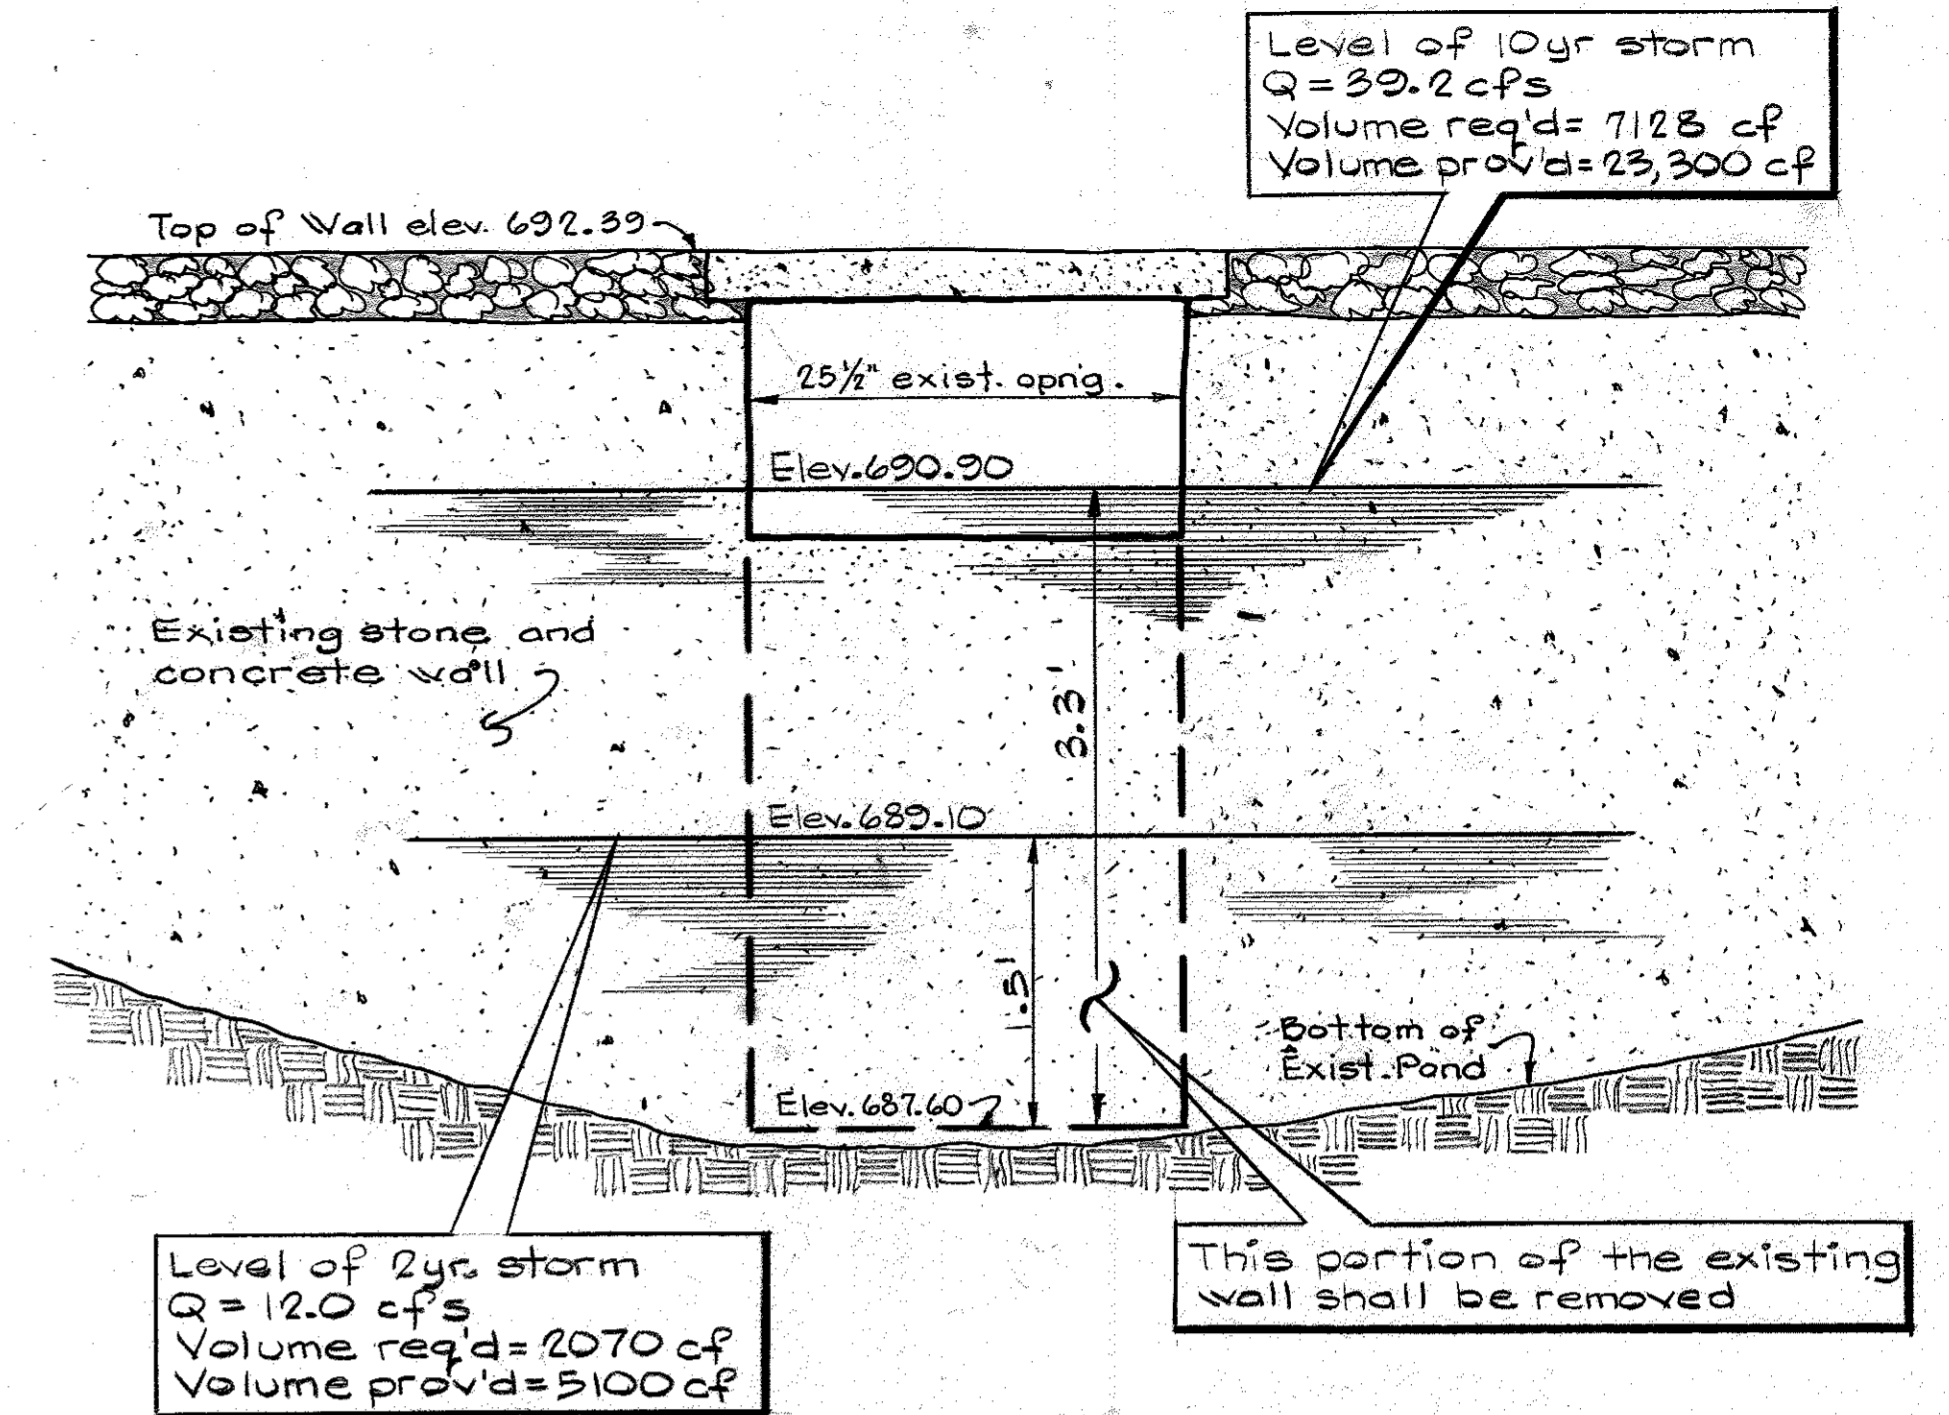 Level of 10yr storm
Q = 39.2 cfs
Volume req'd = 7128 cf
Volume prov'd = 23,300 cf
Top of Wall elev. 692.39
25½" exist. opn'g.
Elev. 690.90
Existing stone and
concrete wall
3.3'
Elev. 689.10
1.5'
Bottom of
Exist. Pond
Elev. 687.60
Level of 2yr. storm
Q = 12.0 cfs
Volume req'd = 2070 cf
Volume prov'd = 5100 cf
This portion of the existing
wall shall be removed